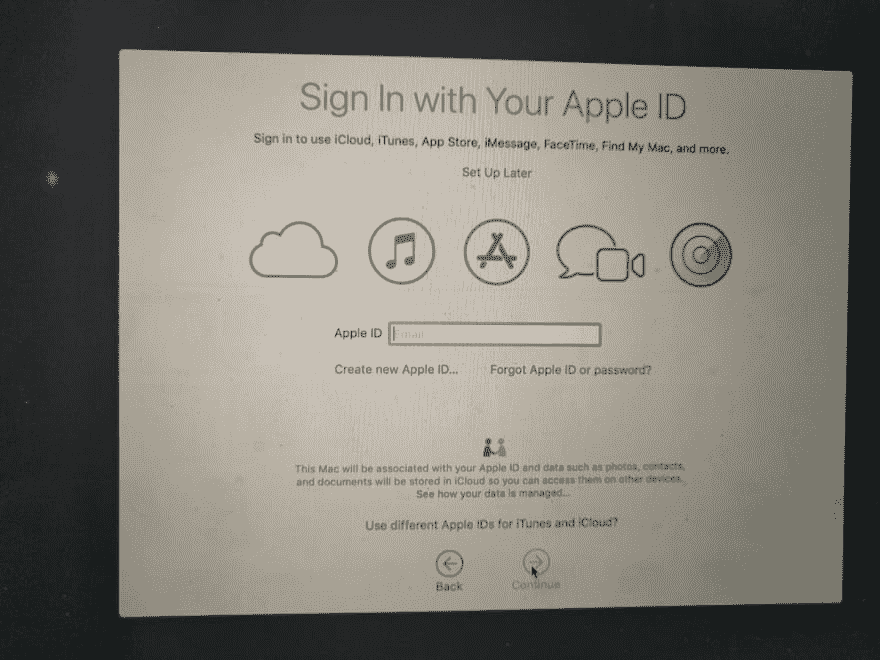 Sign In with Your Apple ID
Sign in to use iCloud, iTunes, App Store, iMessage, FaceTime, Find My Mac, and more.
Set Up Later
Apple ID
Email
Create new Apple ID...
Forgot Apple ID or password?
This Mac will be associated with your Apple ID and data such as photos, contacts,
and documents will be stored in iCloud so you can access them on other devices.
See how your data is managed...
Use different Apple IDs for iTunes and iCloud?
Back
Continue